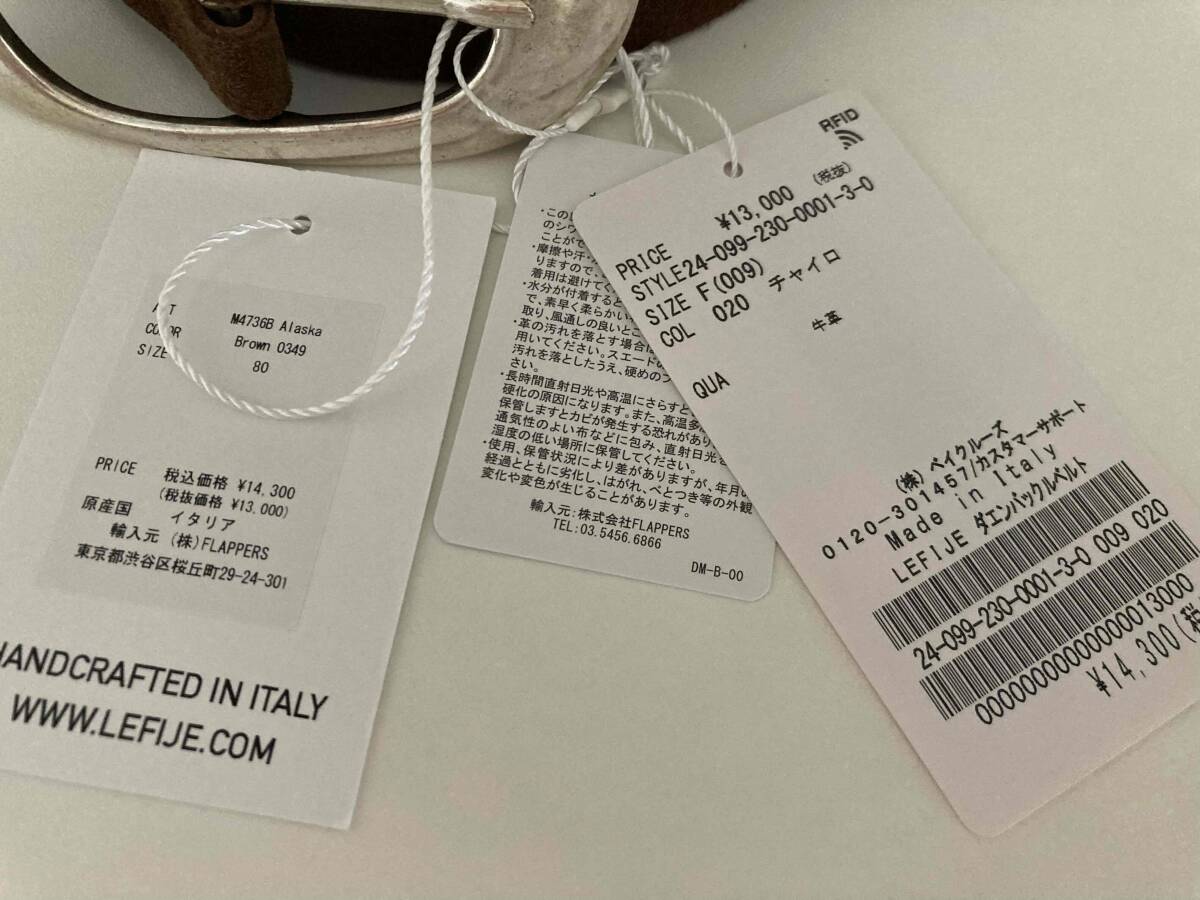 M4736B Alaska
Brown 0349
SIZE 80
PRICE 税込価格 ¥14,300
(税抜価格 ¥13,000)
原産国 イタリア
輸入元 (株)FLAPPERS
東京都渋谷区桜丘町29-24-301
HANDCRAFTED IN ITALY
WWW.LEFIJE.COM
・この
のシワ
ことがで
・摩擦や汗・
りますので、
着用は避けてく
・水分が付着すると
で、素早く柔らかい
取り、風通しの良いとこ
・革の汚れを落とす場合は
用いてください。スエードの
汚れを落としたうえ、硬めのブ
さい。
・長時間直射日光や高温にさらすと
硬化の原因になります。また、高温多
保管しますとカビが発生する恐れがあり
通気性のよい布などに包み、直射日光を
湿度の低い場所に保管してください。
・使用、保管状況により差がありますが、年月の
経過とともに劣化し、はがれ、べとつき等の外観
変化や変色が生じることがあります。
輸入元:株式会社FLAPPERS
TEL:03.5456.6866
DM-B-00
RFID
PRICE ¥13,000 (税抜)
STYLE24-099-230-0001-3-0
SIZE F(009)
COL 020 チャイロ
牛革
QUA
(株) ベイクルーズ
0120-301457/カスタマーサポート
Made in Italy
LEFIJE ダエンバックルベルト
24-099-230-0001-3-0 009 020
0000000000000013000
¥14,300(税